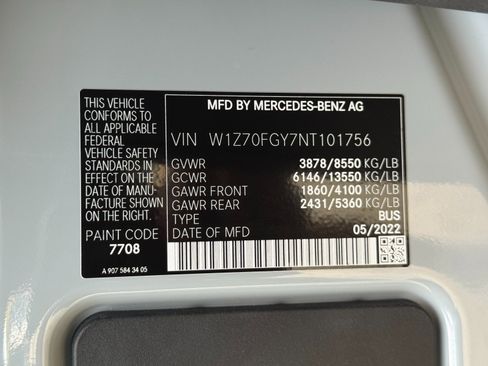 THIS VEHICLE
CONFORMS TO
ALL APPLICABLE
FEDERAL
VEHICLE SAFETY
STANDARDS IN
EFFECT ON THE
DATE OF MANU-
FACTURE SHOWN
ON THE RIGHT.
PAINT CODE
7708
A 907 584 34 05
MFD BY MERCEDES-BENZ AG
VIN W1Z70FGY7NT101756
GVWR 3878/8550 KG/LB
GCWR 6146/13550 KG/LB
GAWR FRONT 1860/4100 KG/LB
GAWR REAR 2431/5360 KG/LB
TYPE BUS
DATE OF MFD 05/2022